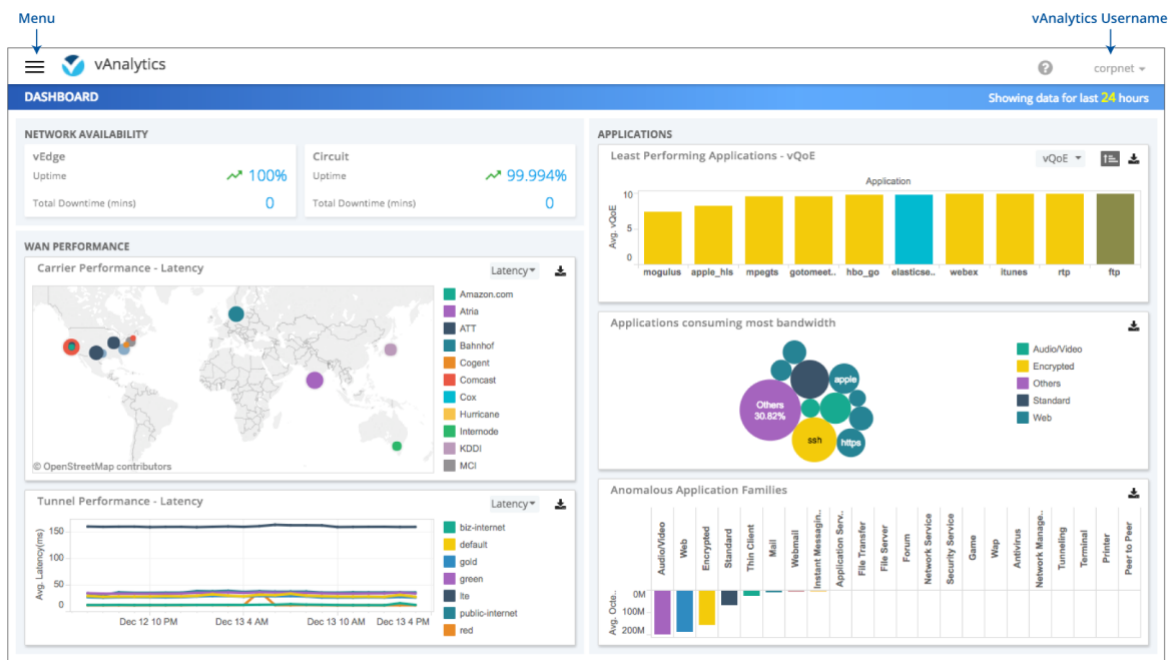 Menu
vAnalytics Username
vAnalytics
corpnet
DASHBOARD
Showing data for last 24 hours
NETWORK AVAILABILITY
vEdge
Uptime
100%
Total Downtime (mins)
0
Circuit
Uptime
99.994%
Total Downtime (mins)
0
WAN PERFORMANCE
Carrier Performance - Latency
Latency
© OpenStreetMap contributors
Amazon.com
Atria
ATT
Bahnhof
Cogent
Comcast
Cox
Hurricane
Internode
KDDI
MCI
Tunnel Performance - Latency
Latency
Avg. Latency(ms)
150
100
50
0
Dec 12 10 PM
Dec 13 4 AM
Dec 13 10 AM
Dec 13 4 PM
biz-internet
default
gold
green
lte
public-internet
red
APPLICATIONS
Least Performing Applications - vQoE
vQoE
Application
Avg. vQoE
10
5
0
mogulus
apple_hls
mpegts
gotomeet..
hbo_go
elasticse..
webex
itunes
rtp
ftp
Applications consuming most bandwidth
apple
Others
30.82%
ssh
https
Audio/Video
Encrypted
Others
Standard
Web
Anomalous Application Families
Audio/Video
Web
Encrypted
Standard
Thin Client
Mail
Webmail
Instant Messagin..
Application Serv..
File Transfer
File Server
Forum
Network Service
Security Service
Game
Wap
Antivirus
Network Manage..
Tunneling
Terminal
Printer
Peer to Peer
Avg. Octe..
0M
100M
200M